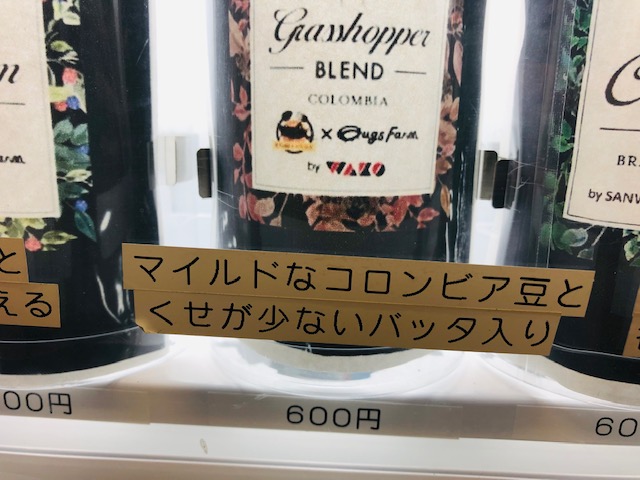 Grasshopper
BLEND
COLOMBIA
× Bugs Farm
by WAKO
マイルドなコロンビア豆と
くせが少ないバッタ入り
600円
Farm
と
える
00円
BR
by SANW
60